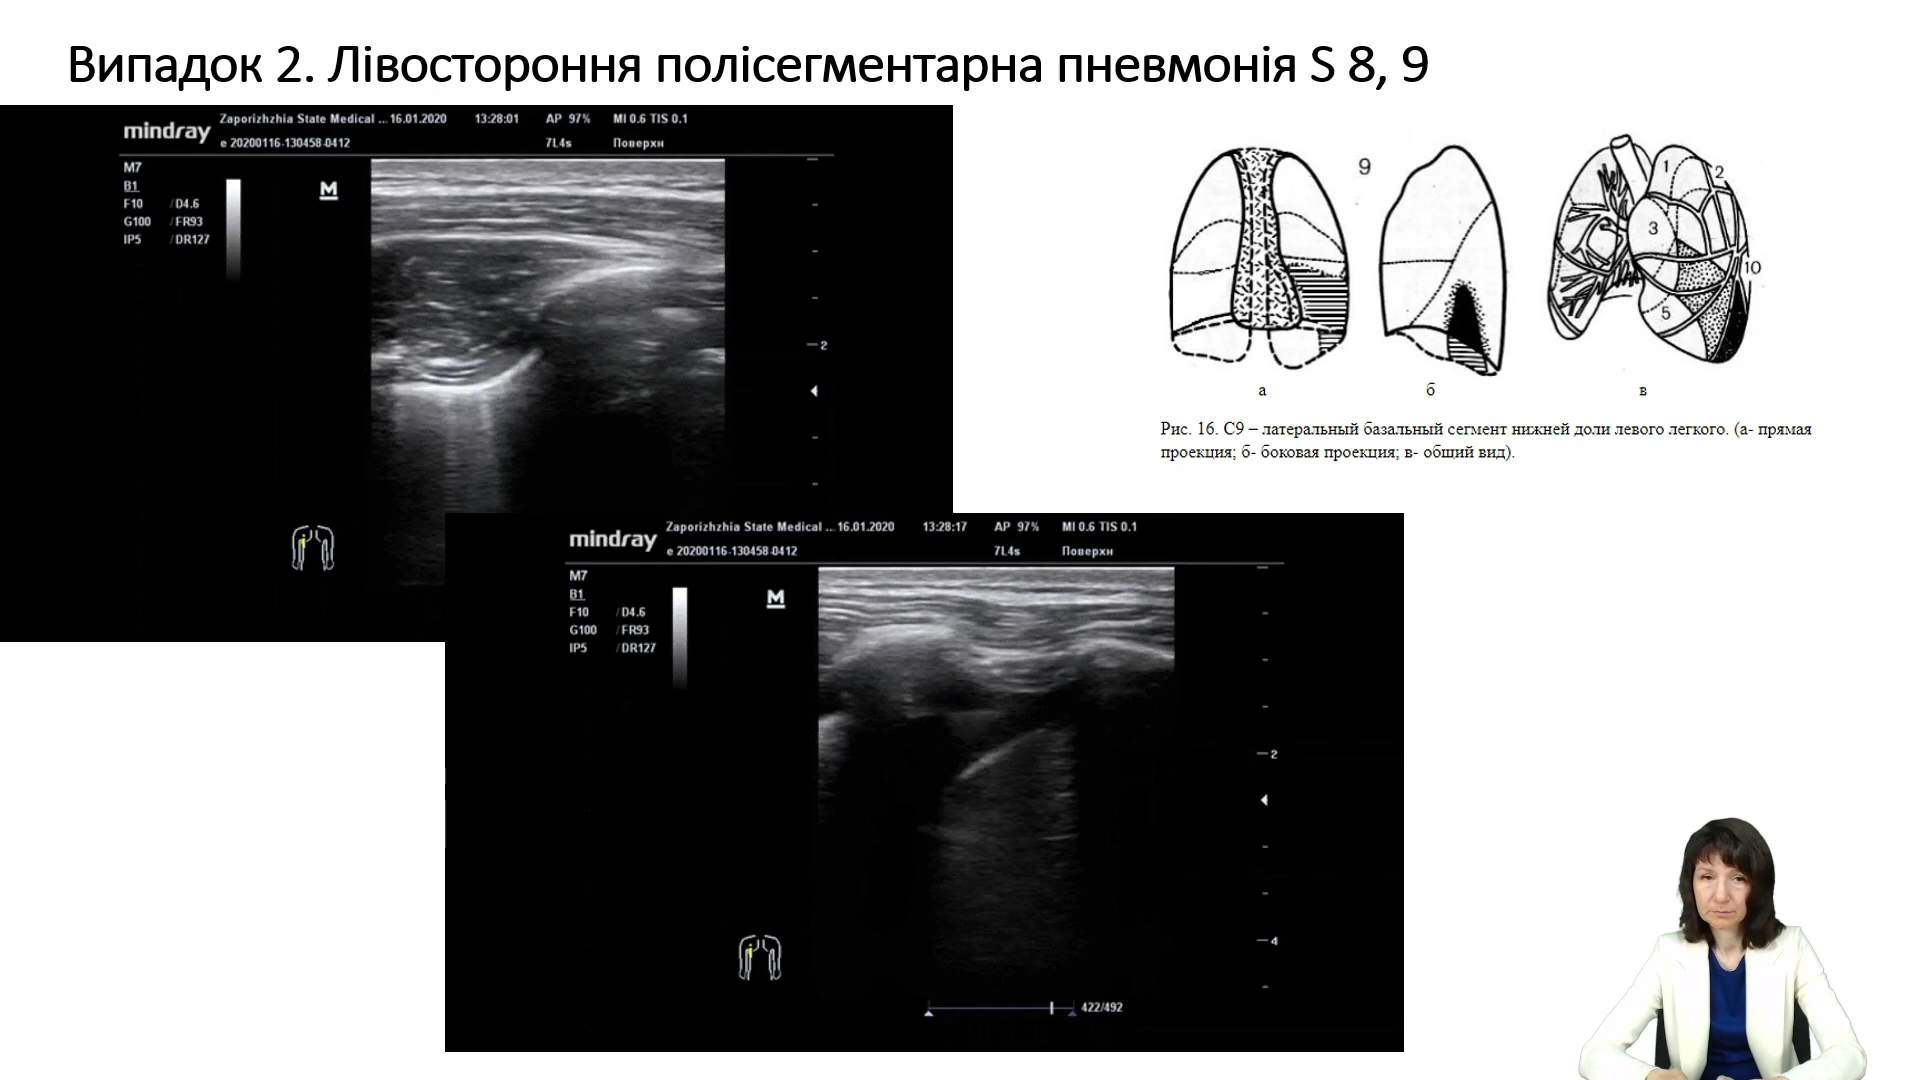 Випадок 2. Лівостороння полісегментарна пневмонія S 8, 9
mindray
Zaporizhzhia State Medical ... 16.01.2020 13:28:01 AP 97% MI 0.6 TIS 0.1
e 20200116-130458-0412 7L4s Поверхн
M7
B1
F10 /D4.6
G100 /FR93
IP5 /DR127
M
2
9
1
2
3
10
5
а б в
Рис. 16. С9 – латеральный базальный сегмент нижней доли левого легкого. (а- прямая
проекция; б- боковая проекция; в- общий вид).
mindray
Zaporizhzhia State Medical ... 16.01.2020 13:28:17 AP 97% MI 0.6 TIS 0.1
e 20200116-130458-0412 7L4s Поверхн
M7
B1
F10 /D4.6
G100 /FR93
IP5 /DR127
M
2
4
422/492